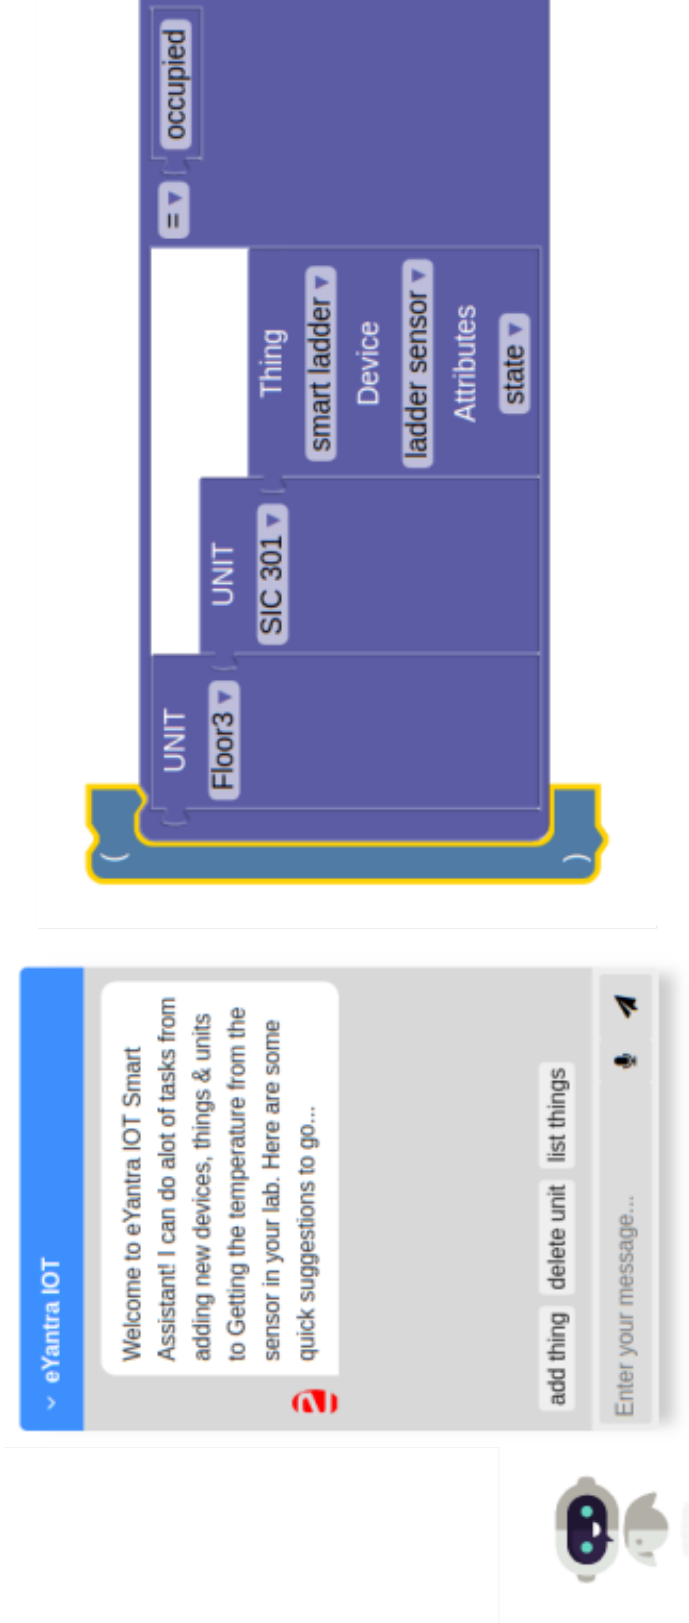 eYantra IOT
Welcome to eYantra IOT Smart
Assistant! I can do alot of tasks from
adding new devices, things & units
to Getting the temperature from the
sensor in your lab. Here are some
quick suggestions to go...
add thing delete unit list things
Enter your message...
(
UNIT
Floor3
UNIT
SIC 301
Thing
smart ladder
Device
ladder sensor
Attributes
state
=
occupied
)